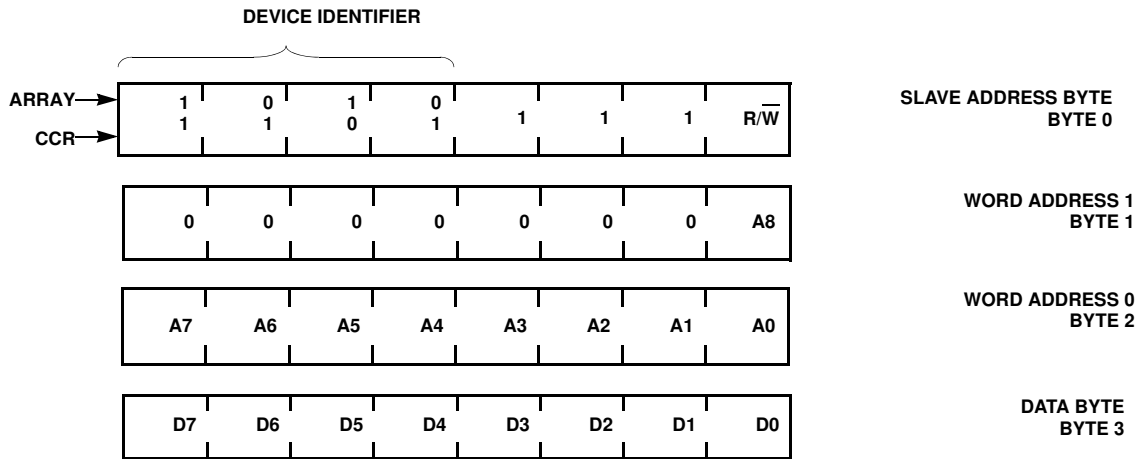 DEVICE IDENTIFIER
ARRAY 1 0 1 0
CCR 1 1 0 1 1 1 1 R/W̅
SLAVE ADDRESS BYTE
BYTE 0
0 0 0 0 0 0 0 A8
WORD ADDRESS 1
BYTE 1
A7 A6 A5 A4 A3 A2 A1 A0
WORD ADDRESS 0
BYTE 2
D7 D6 D5 D4 D3 D2 D1 D0
DATA BYTE
BYTE 3